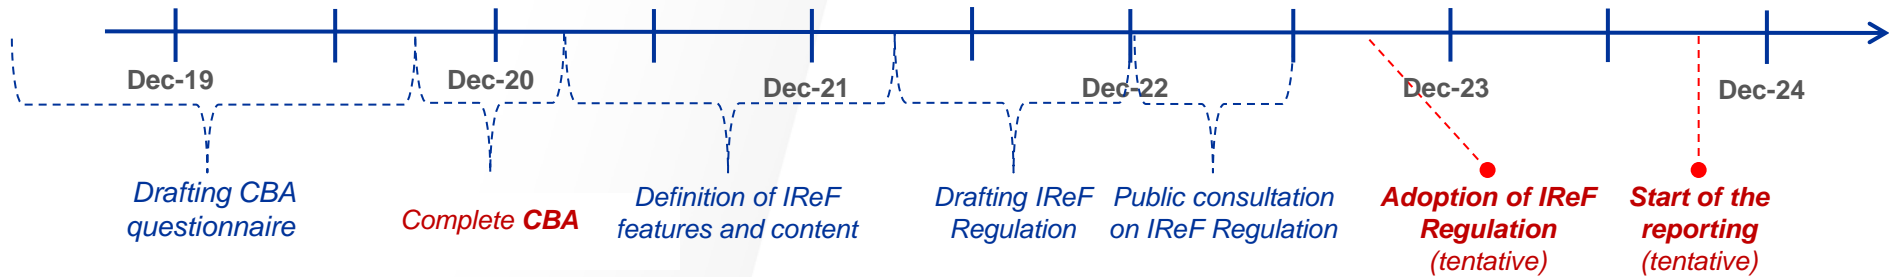 Dec-19
Dec-20
Dec-21
Dec-22
Dec-23
Dec-24
Drafting CBA
questionnaire
Complete CBA
Definition of IReF
features and content
Drafting IReF
Regulation
Public consultation
on IReF Regulation
Adoption of IReF
Regulation
(tentative)
Start of the
reporting
(tentative)